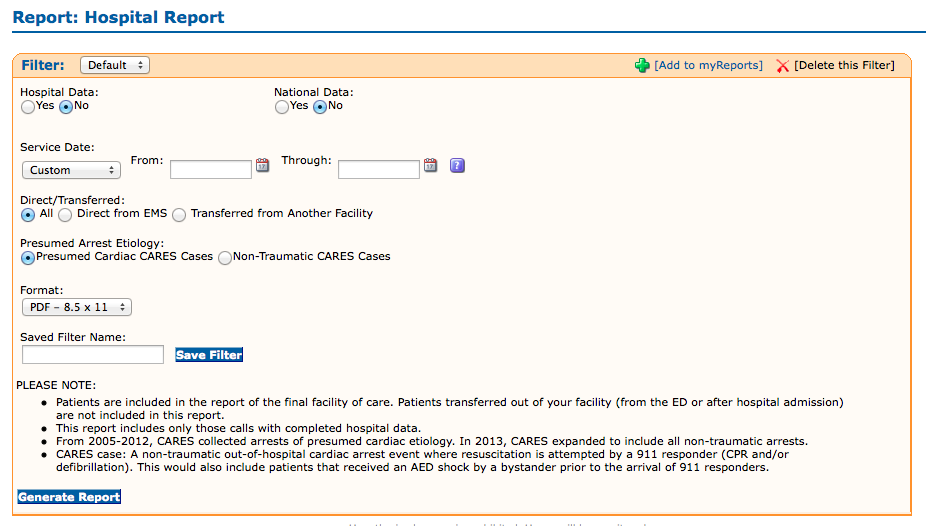 Report: Hospital Report
Filter: Default [Add to myReports] [Delete this Filter]
Hospital Data: National Data:
Yes No Yes No
Service Date:
Custom From: Through: ?
Direct/Transferred:
All Direct from EMS Transferred from Another Facility
Presumed Arrest Etiology:
Presumed Cardiac CARES Cases Non-Traumatic CARES Cases
Format:
PDF - 8.5 x 11
Saved Filter Name:
Save Filter
PLEASE NOTE:
• Patients are included in the report of the final facility of care. Patients transferred out of your facility (from the ED or after hospital admission)
are not included in this report.
• This report includes only those calls with completed hospital data.
• From 2005-2012, CARES collected arrests of presumed cardiac etiology. In 2013, CARES expanded to include all non-traumatic arrests.
• CARES case: A non-traumatic out-of-hospital cardiac arrest event where resuscitation is attempted by a 911 responder (CPR and/or
defibrillation). This would also include patients that received an AED shock by a bystander prior to the arrival of 911 responders.
Generate Report